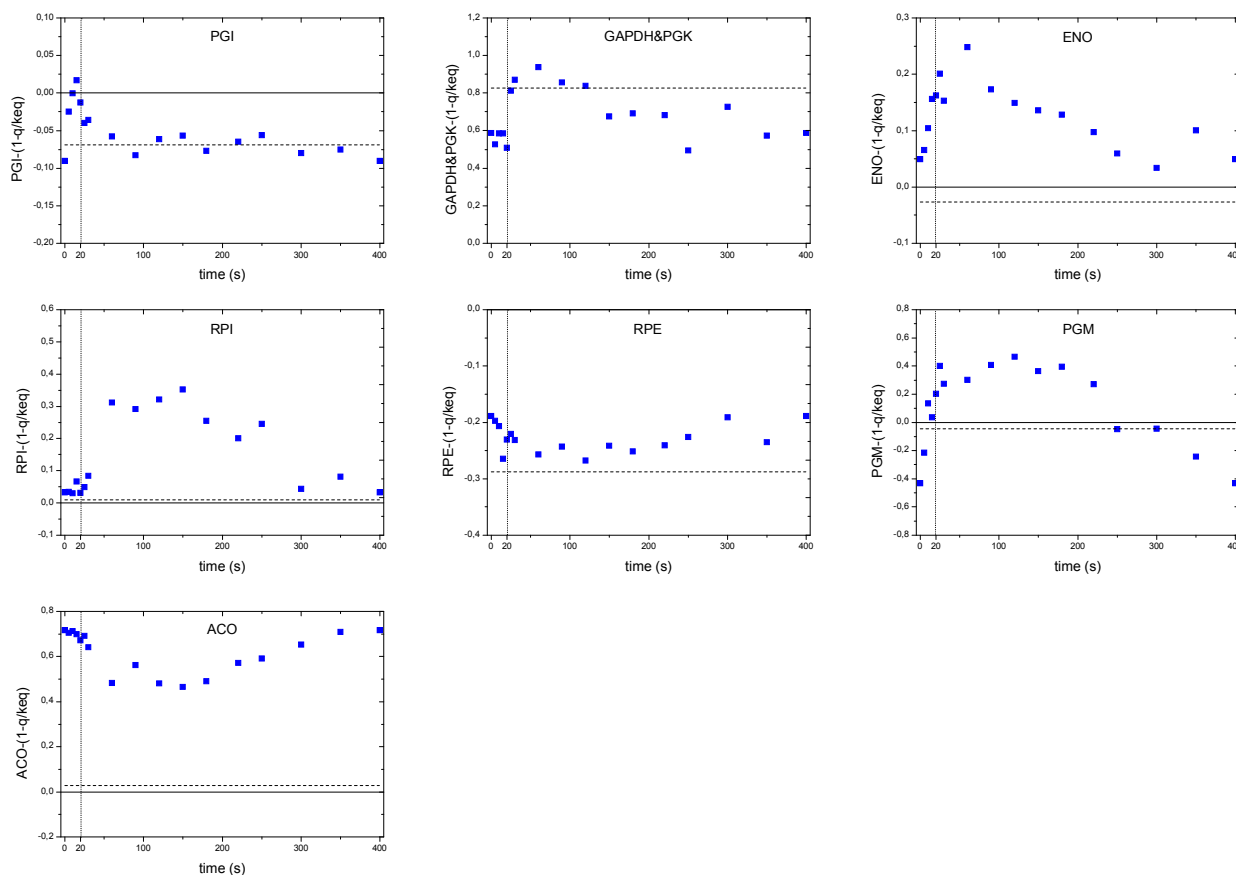 PGI
0,10
0,05
0,00
-0,05
-0,10
-0,15
-0,20
PGI-(1-q/keq)
0 20 100 200 300 400
time (s)
GAPDH&PGK
1,2
1,0
0,8
0,6
0,4
0,2
0,0
GAPDH&PGK-(1-q/keq)
0 20 100 200 300 400
time (s)
ENO
0,3
0,2
0,1
0,0
-0,1
ENO-(1-q/keq)
0 20 100 200 300 400
time (s)
RPI
0,6
0,5
0,4
0,3
0,2
0,1
0,0
-0,1
RPI-(1-q/keq)
0 20 100 200 300 400
time (s)
RPE
0,0
-0,1
-0,2
-0,3
-0,4
RPE-(1-q/keq)
0 20 100 200 300 400
time (s)
PGM
0,8
0,6
0,4
0,2
0,0
-0,2
-0,4
-0,6
-0,8
PGM-(1-q/keq)
0 20 100 200 300 400
time (s)
ACO
0,8
0,6
0,4
0,2
0,0
-0,2
ACO-(1-q/keq)
0 20 100 200 300 400
time (s)